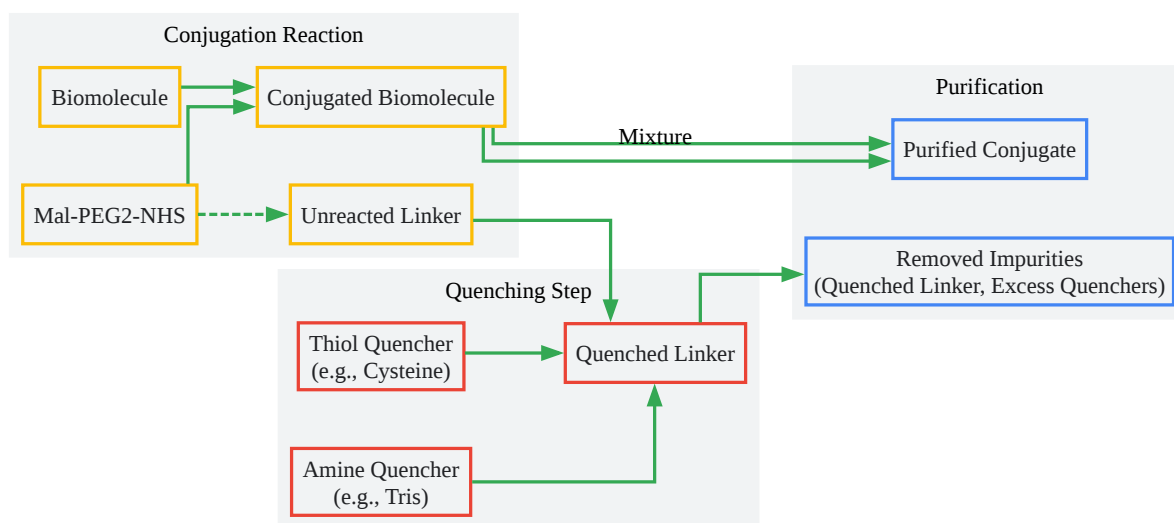 Conjugation Reaction
Biomolecule
Conjugated Biomolecule
Mal-PEG2-NHS
Unreacted Linker
Mixture
Purification
Purified Conjugate
Removed Impurities
(Quenched Linker, Excess Quenchers)
Quenching Step
Thiol Quencher
(e.g., Cysteine)
Quenched Linker
Amine Quencher
(e.g., Tris)